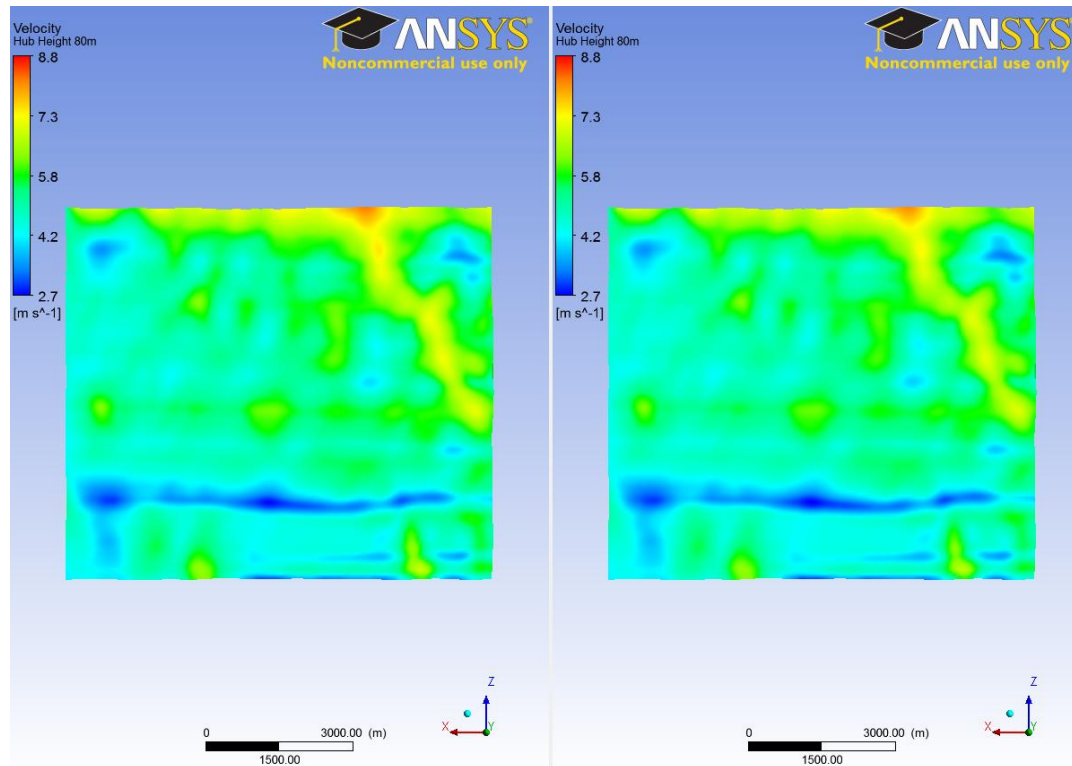 Velocity
Hub Height 80m
8.8
7.3
5.8
4.2
2.7
[m s^-1]
ANSYS
Noncommercial use only
Z
X
Y
0 3000.00 (m)
1500.00
Velocity
Hub Height 80m
8.8
7.3
5.8
4.2
2.7
[m s^-1]
ANSYS
Noncommercial use only
Z
X
Y
0 3000.00 (m)
1500.00